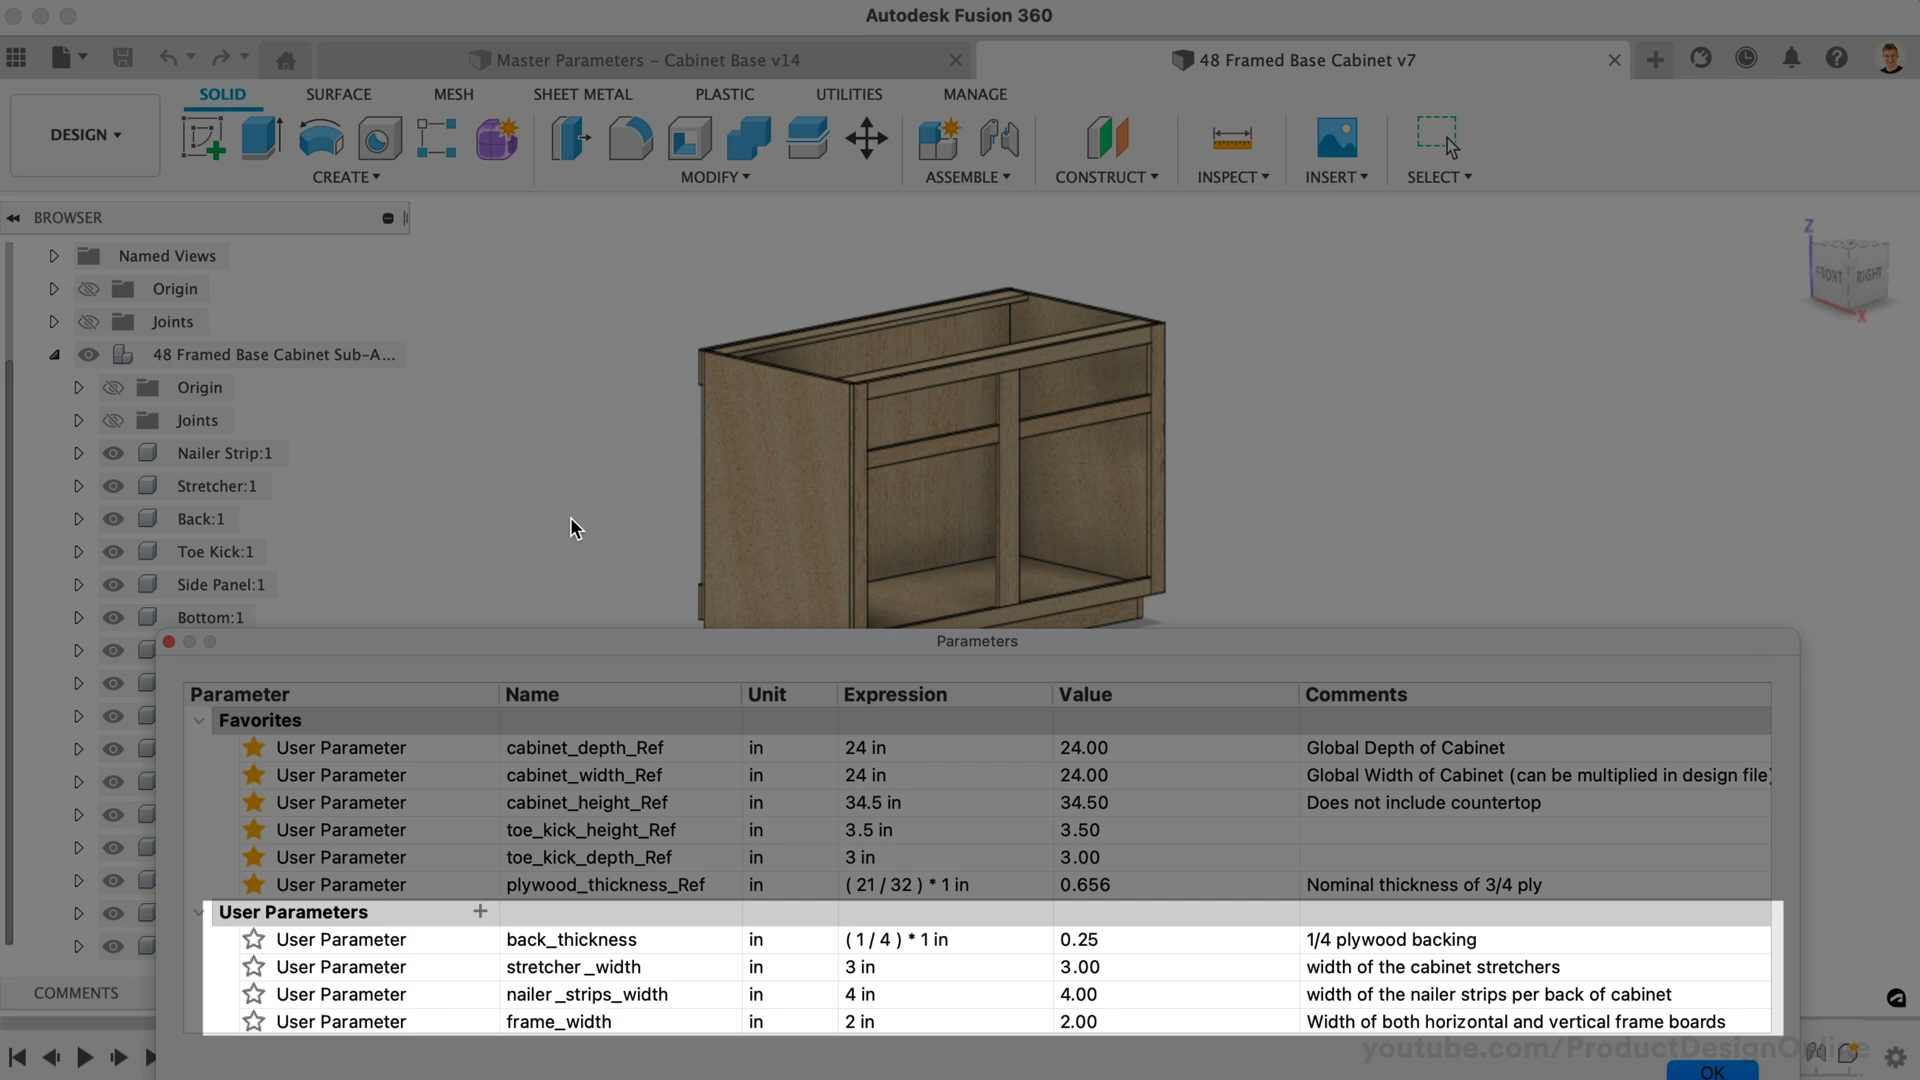 Autodesk Fusion 360
Master Parameters – Cabinet Base v14
48 Framed Base Cabinet v7
SOLID SURFACE MESH SHEET METAL PLASTIC UTILITIES MANAGE
DESIGN
CREATE MODIFY ASSEMBLE CONSTRUCT INSPECT INSERT SELECT
BROWSER
Named Views
Origin
Joints
48 Framed Base Cabinet Sub-A...
Origin
Joints
Nailer Strip:1
Stretcher:1
Back:1
Toe Kick:1
Side Panel:1
Bottom:1
Z
FRONT RIGHT
X
Parameters
Parameter Name Unit Expression Value Comments
Favorites
User Parameter cabinet_depth_Ref in 24 in 24.00 Global Depth of Cabinet
User Parameter cabinet_width_Ref in 24 in 24.00 Global Width of Cabinet (can be multiplied in design file)
User Parameter cabinet_height_Ref in 34.5 in 34.50 Does not include countertop
User Parameter toe_kick_height_Ref in 3.5 in 3.50
User Parameter toe_kick_depth_Ref in 3 in 3.00
User Parameter plywood_thickness_Ref in ( 21 / 32 ) * 1 in 0.656 Nominal thickness of 3/4 ply
User Parameters +
User Parameter back_thickness in ( 1 / 4 ) * 1 in 0.25 1/4 plywood backing
User Parameter stretcher_width in 3 in 3.00 width of the cabinet stretchers
User Parameter nailer_strips_width in 4 in 4.00 width of the nailer strips per back of cabinet
User Parameter frame_width in 2 in 2.00 Width of both horizontal and vertical frame boards
COMMENTS
youtube.com/ProductDesignOnline
OK